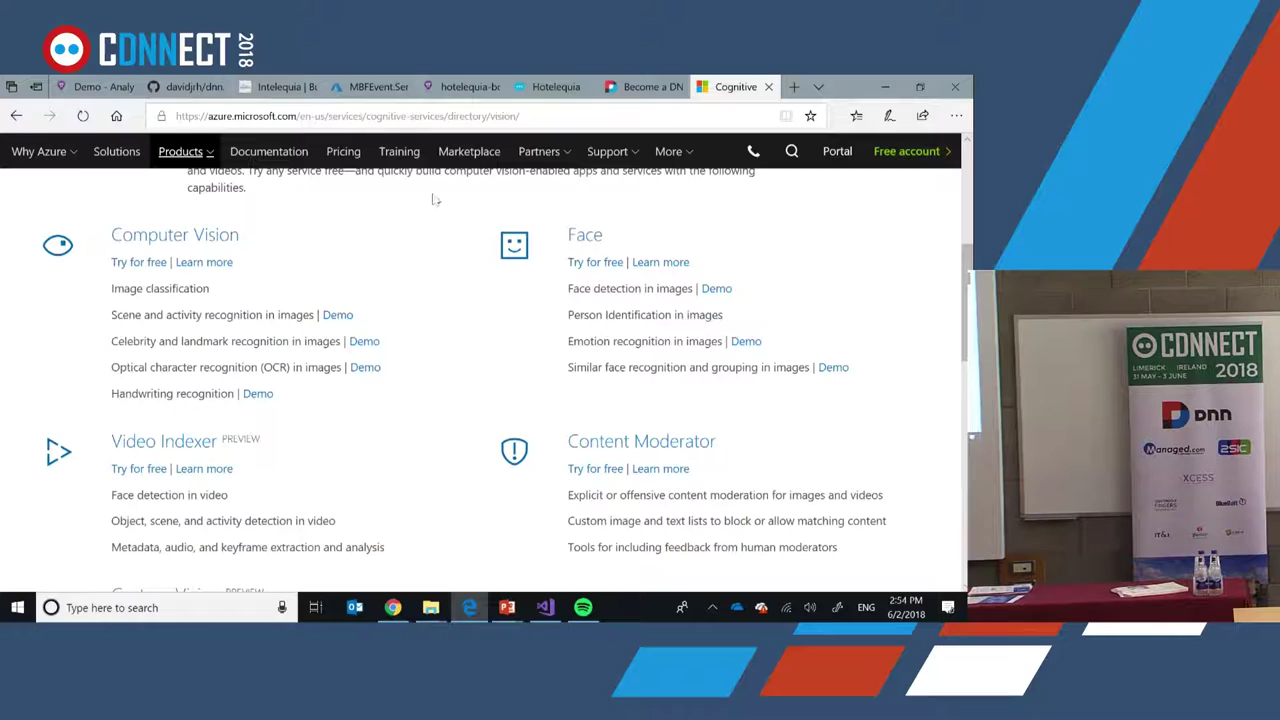 CDNNECT 2018
Demo - Analy
davidjrh/dnn.
Intelequia | Bu
MBFEvent.Ser
hotelequia-bo
Hotelequia
Become a DN
Cognitive
https://azure.microsoft.com/en-us/services/cognitive-services/directory/vision/
Why Azure
Solutions
Products
Documentation
Pricing
Training
Marketplace
Partners
Support
More
Portal
Free account
and videos. Try any service free—and quickly build computer vision-enabled apps and services with the following
capabilities.
Computer Vision
Try for free | Learn more
Image classification
Scene and activity recognition in images | Demo
Celebrity and landmark recognition in images | Demo
Optical character recognition (OCR) in images | Demo
Handwriting recognition | Demo
Face
Try for free | Learn more
Face detection in images | Demo
Person Identification in images
Emotion recognition in images | Demo
Similar face recognition and grouping in images | Demo
Video Indexer PREVIEW
Try for free | Learn more
Face detection in video
Object, scene, and activity detection in video
Metadata, audio, and keyframe extraction and analysis
Content Moderator
Try for free | Learn more
Explicit or offensive content moderation for images and videos
Custom image and text lists to block or allow matching content
Tools for including feedback from human moderators
PREVIEW
Type here to search
ENG
2:54 PM
6/2/2018
CDNNECT
LIMERICK IRELAND
31 MAY - 3 JUNE
2018
DNN
Managed.com
2SIC
XCESS